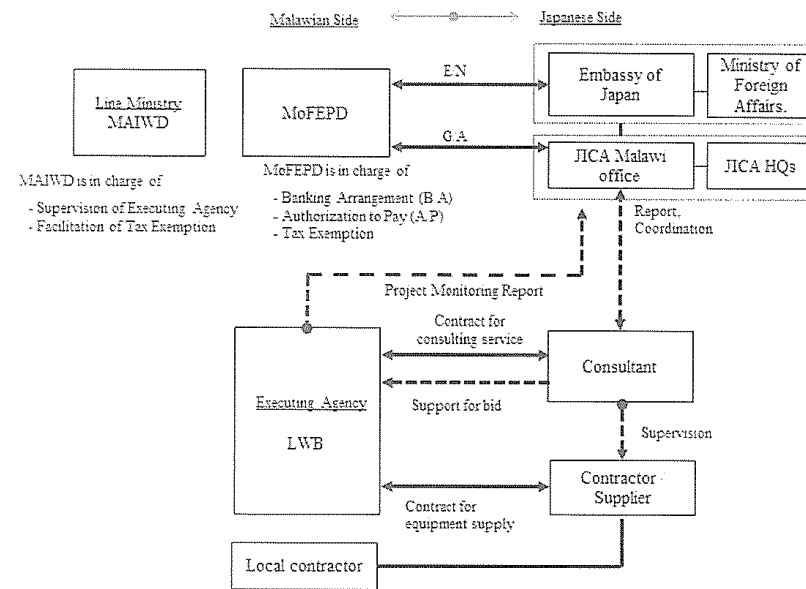 Malawian Side
Japanese Side
Line Ministry
MAIWD
MoFEPD
E/N
G/A
Embassy of
Japan
Ministry of
Foreign
Affairs.
JICA Malawi
office
JICA HQs
MAIWD is in charge of
- Supervision of Executing Agency
- Facilitation of Tax Exemption
MoFEPD is in charge of
- Banking Arrangement (B/A)
- Authorization to Pay (A/P)
- Tax Exemption
Report,
Coordination
Project Monitoring Report
Contract for
consulting service
Executing Agency
LWB
Consultant
Support for bid
Supervision
Contractor
Supplier
Contract for
equipment supply
Local contractor